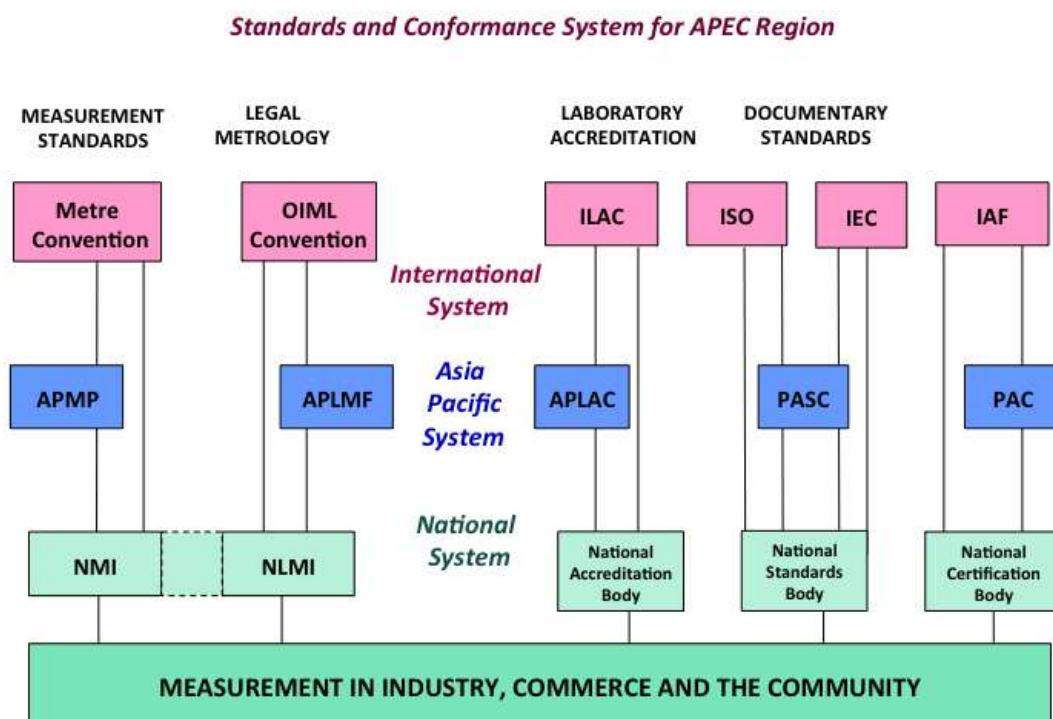 Standards and Conformance System for APEC Region
MEASUREMENT
STANDARDS
LEGAL
METROLOGY
LABORATORY
ACCREDITATION
DOCUMENTARY
STANDARDS
Metre
Convention
OIML
Convention
ILAC
ISO
IEC
IAF
International
System
APMP
APLMF
Asia
Pacific
System
APLAC
PASC
PAC
National
System
NMI
NLMI
National
Accreditation
Body
National
Standards
Body
National
Certification
Body
MEASUREMENT IN INDUSTRY, COMMERCE AND THE COMMUNITY